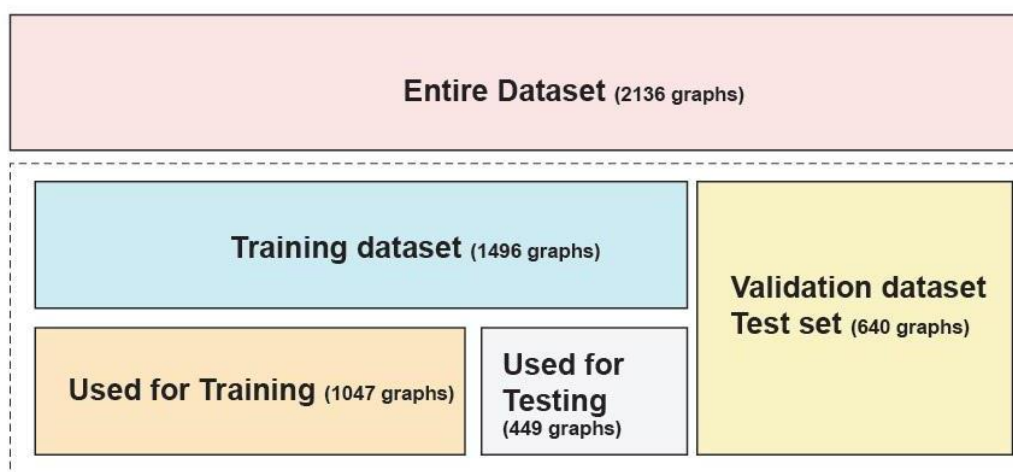 Entire Dataset (2136 graphs)
Training dataset (1496 graphs)
Validation dataset
Test set (640 graphs)
Used for Training (1047 graphs)
Used for
Testing
(449 graphs)